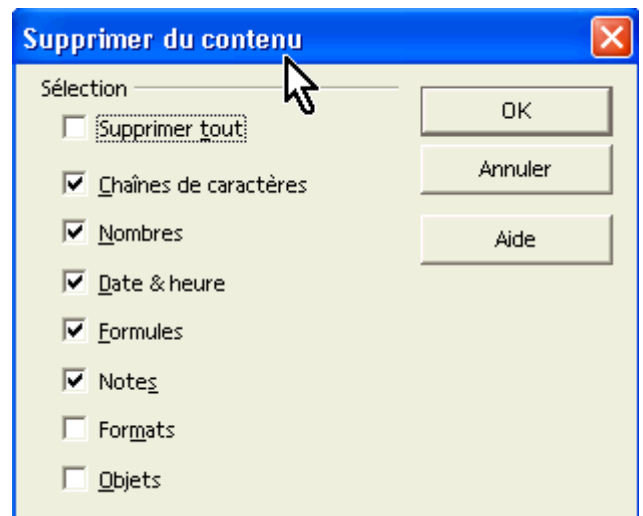 Supprimer du contenu
Sélection
Supprimer tout
Chaînes de caractères
Nombres
Date & heure
Formules
Notes
Formats
Objets
OK
Annuler
Aide